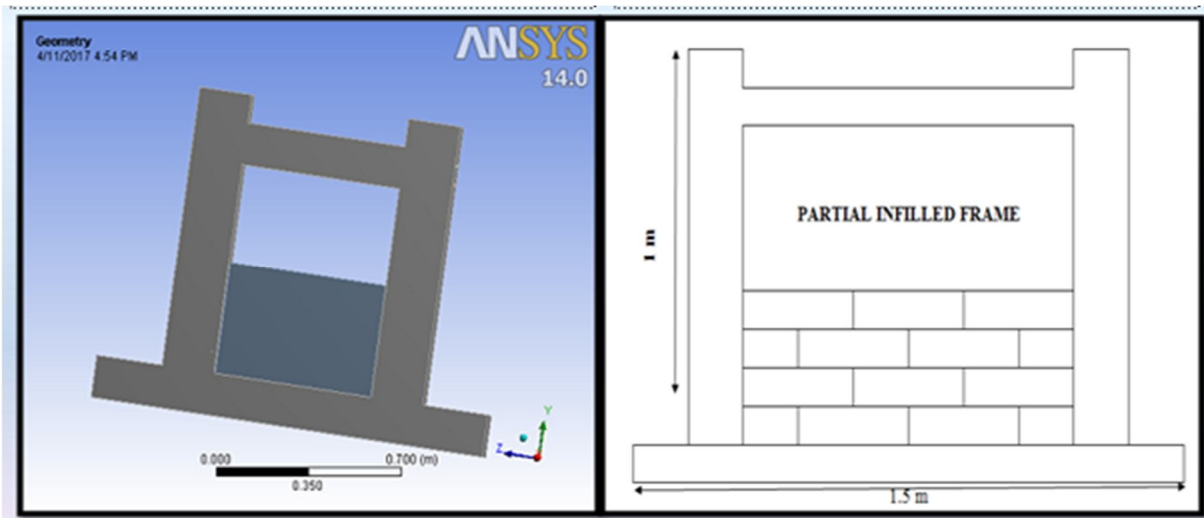 Geometry
4/11/2017 4:54 PM
ANSYS
14.0
Y
Z
0.000
0.700 (m)
0.350
PARTIAL INFILLED FRAME
1 m
1.5 m